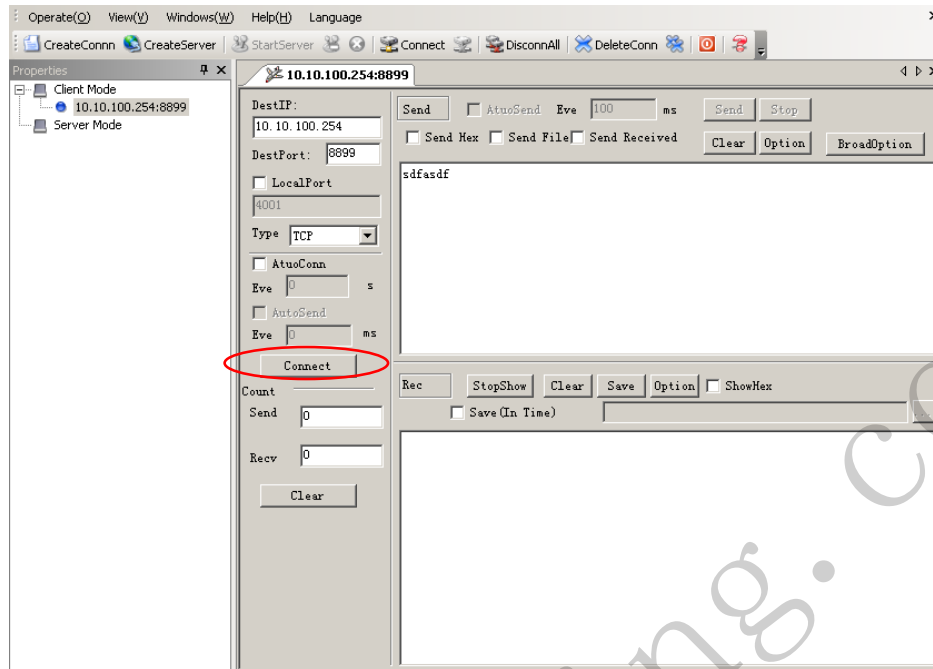 Operate(O) View(V) Windows(W) Help(H) Language
CreateConnn CreateServer StartServer Connect DisconnAll DeleteConn
Properties
Client Mode
10.10.100.254:8899
Server Mode
10.10.100.254:8899
DestIP:
10. 10. 100. 254
DestPort: 8899
LocalPort
4001
Type TCP
AtuoConn
Eve 0 s
AutoSend
Eve 0 ms
Connect
Count
Send 0
Recv 0
Clear
Send AtuoSend Eve 100 ms Send Stop
Send Hex Send File Send Received Clear Option BroadOption
sdfasdf
Rec StopShow Clear Save Option ShowHex
Save(In Time) ...
ing. co